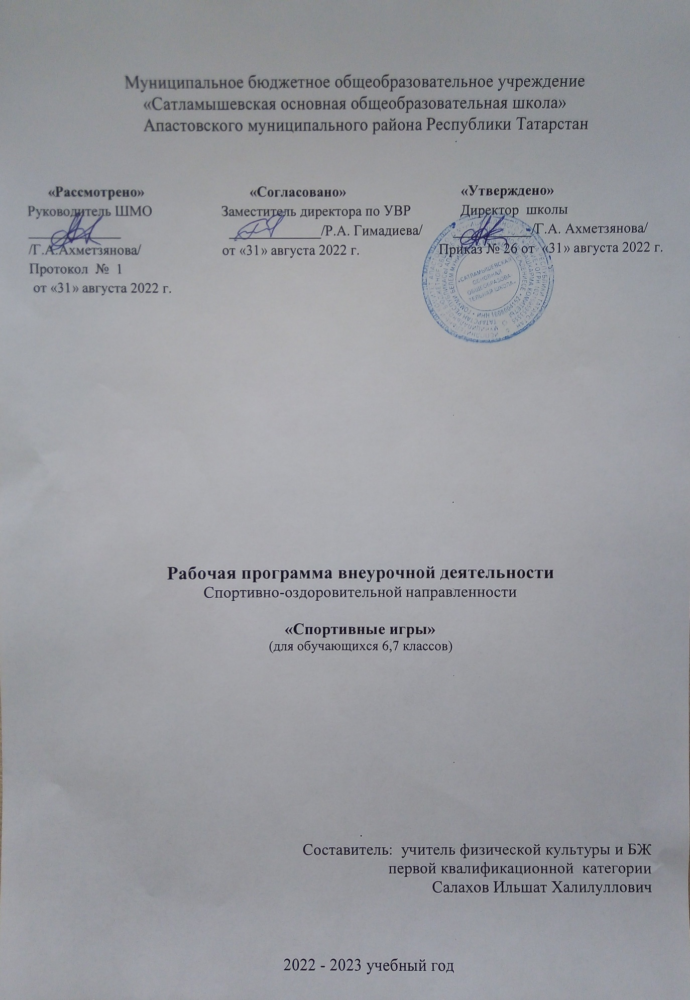 Муниципальное бюджетное общеобразовательное учреждение
«Сатламышевская основная общеобразовательная школа»
Апастовского муниципального района Республики Татарстан
«Рассмотрено»
Руководитель ШМО
/Г.А.Ахметзянова/
Протокол № 1
от «31» августа 2022 г.
«Согласовано»
Заместитель директора по УВР
/Р.А. Гимадиева/
от «31» августа 2022 г.
«Утверждено»
Директор школы
/Г.А. Ахметзянова/
Приказ № 26 от «31» августа 2022 г.
«САТЛАМЫШЕВСКАЯ
ОСНОВНАЯ
ОБЩЕОБРАЗОВА-
ТЕЛЬНАЯ ШКОЛА»
ИНН 1608004157
Рабочая программа внеурочной деятельности
Спортивно-оздоровительной направленности
«Спортивные игры»
(для обучающихся 6,7 классов)
Составитель: учитель физической культуры и БЖ
первой квалификационной категории
Салахов Ильшат Халилуллович
2022 - 2023 учебный год